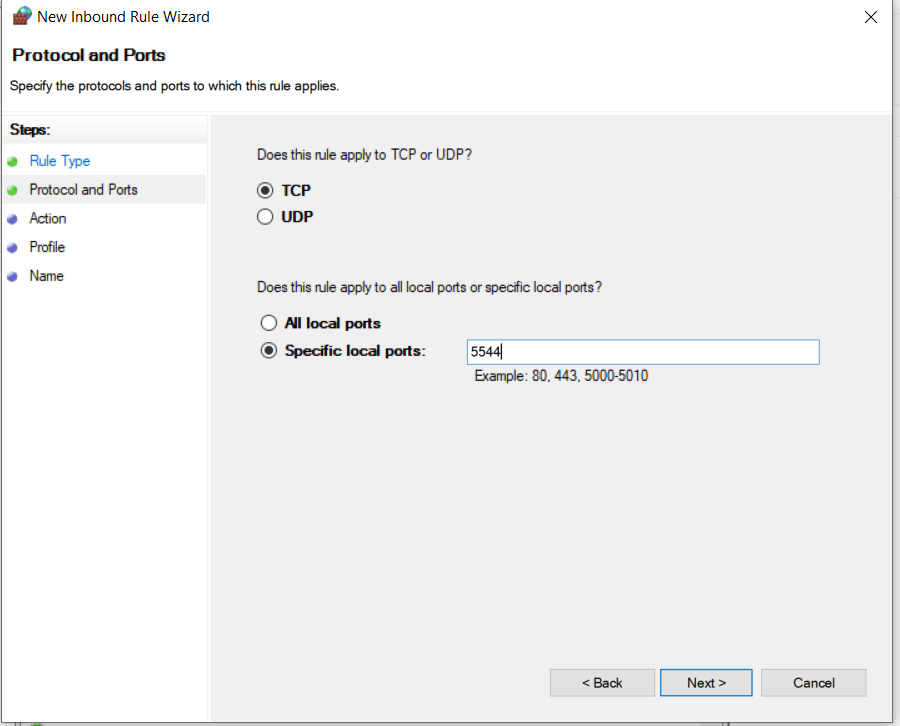 New Inbound Rule Wizard
Protocol and Ports
Specify the protocols and ports to which this rule applies.
Steps:
Rule Type
Protocol and Ports
Action
Profile
Name
Does this rule apply to TCP or UDP?
TCP
UDP
Does this rule apply to all local ports or specific local ports?
All local ports
Specific local ports: 5544
Example: 80, 443, 5000-5010
< Back Next > Cancel